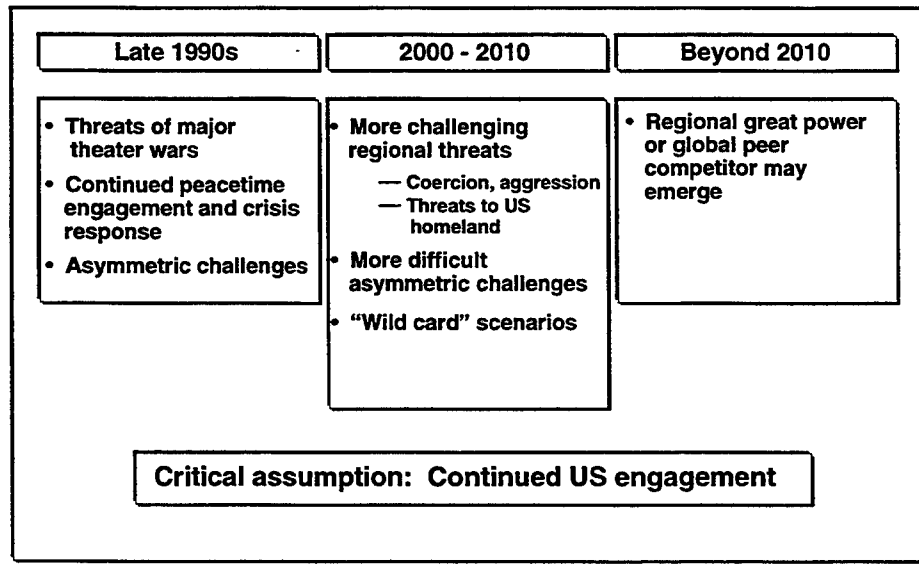 Late 1990s
• Threats of major
theater wars
• Continued peacetime
engagement and crisis
response
• Asymmetric challenges
2000 - 2010
• More challenging
regional threats
— Coercion, aggression
— Threats to US
homeland
• More difficult
asymmetric challenges
• “Wild card” scenarios
Beyond 2010
• Regional great power
or global peer
competitor may
emerge
Critical assumption: Continued US engagement